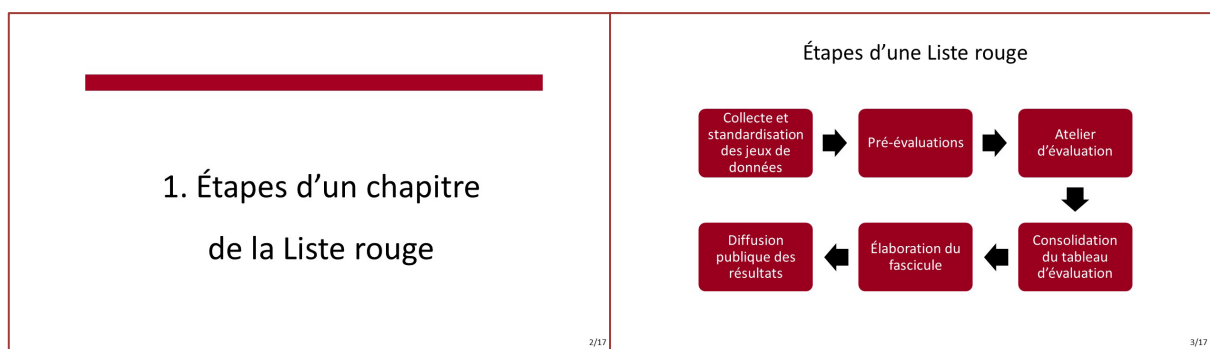 1. Étapes d’un chapitre
de la Liste rouge
2/17
Étapes d’une Liste rouge
Collecte et
standardisation
des jeux de
données
Pré-évaluations
Atelier
d’évaluation
Consolidation
du tableau
d’évaluation
Élaboration du
fascicule
Diffusion
publique des
résultats
3/17